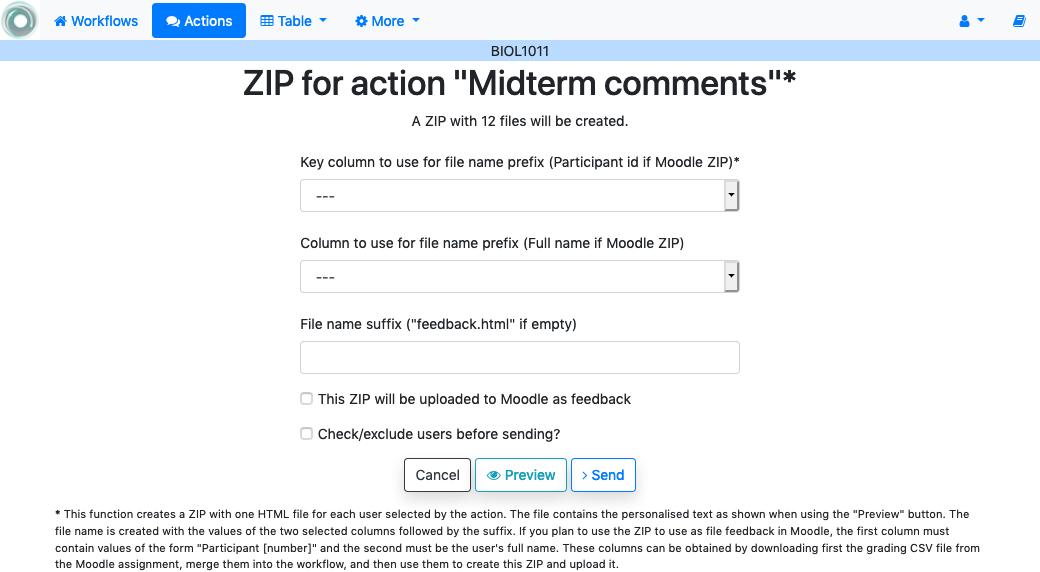 Workflows Actions Table More
BIOL1011
ZIP for action "Midterm comments"*
A ZIP with 12 files will be created.
Key column to use for file name prefix (Participant id if Moodle ZIP)*
---
Column to use for file name prefix (Full name if Moodle ZIP)
---
File name suffix ("feedback.html" if empty)
This ZIP will be uploaded to Moodle as feedback
Check/exclude users before sending?
Cancel Preview Send
* This function creates a ZIP with one HTML file for each user selected by the action. The file contains the personalised text as shown when using the "Preview" button. The
file name is created with the values of the two selected columns followed by the suffix. If you plan to use the ZIP to use as file feedback in Moodle, the first column must
contain values of the form "Participant [number]" and the second must be the user's full name. These columns can be obtained by downloading first the grading CSV file from
the Moodle assignment, merge them into the workflow, and then use them to create this ZIP and upload it.